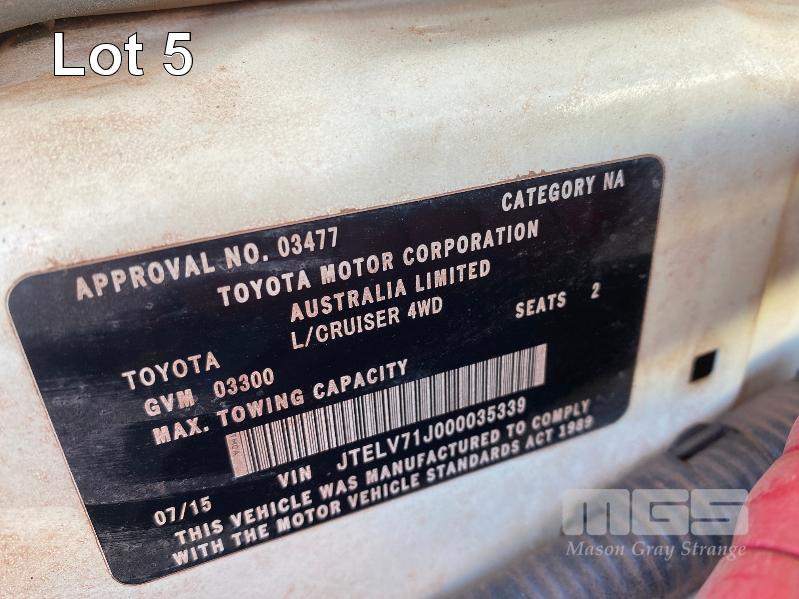 Lot 5
APPROVAL NO. 03477 CATEGORY NA
TOYOTA MOTOR CORPORATION
AUSTRALIA LIMITED
TOYOTA L/CRUISER 4WD SEATS 2
GVM 03300
MAX. TOWING CAPACITY
07/15 VIN JTELV71J000035339
THIS VEHICLE WAS MANUFACTURED TO COMPLY
WITH THE MOTOR VEHICLE STANDARDS ACT 1989
MGS
Mason Gray Strange